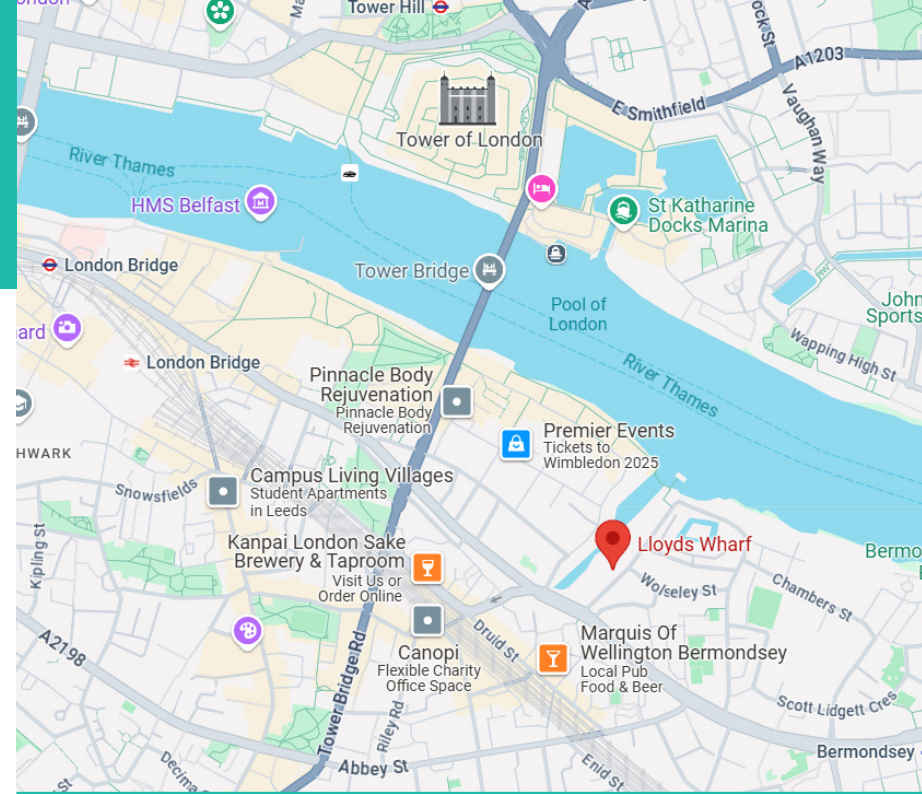 ondon
Tower Hill
A1203
E Smithfield
Vaughan Way
Tower of London
River Thames
HMS Belfast
St Katharine
Docks Marina
London Bridge
Tower Bridge
Pool of
London
John
Sports
ard
London Bridge
Wapping High St
River Thames
Pinnacle Body
Rejuvenation
Pinnacle Body
Rejuvenation
Premier Events
Tickets to
Wimbledon 2025
HWARK
Snowsfields
Campus Living Villages
Student Apartments
in Leeds
Kipling St
Kanpai London Sake
Brewery & Taproom
Visit Us or
Order Online
Lloyds Wharf
Bermo
Wolseley St
Chambers St
A2198
Druid St
Canopi
Flexible Charity
Office Space
Marquis Of
Wellington Bermondsey
Local Pub
Food & Beer
Tower Bridge Rd
Riley Rd
Scott Lidgett Cres
Bermondsey
Abbey St
Enid St
Decima